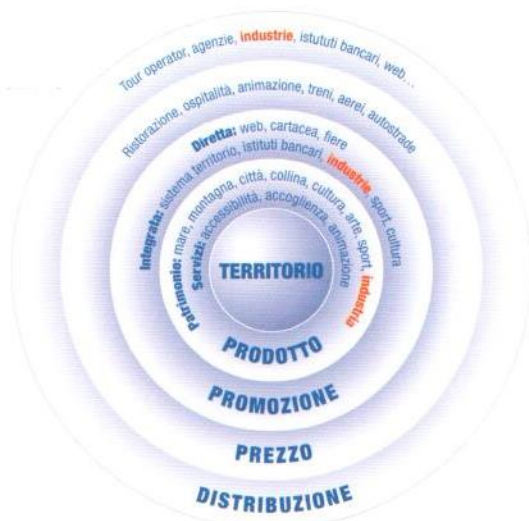 Tour operator, agenzie, industrie, istututi bancari, web...
Ristorazione, ospitalità, animazione, treni, aerei, autostrade
Diretta: web, cartacea, fiere
Integrata: sistema territorio, istituti bancari, industrie, sport, cultura
Patrimonio: mare, montagna, città, collina, cultura, arte, sport, industria
Servizi: accessibilità, accoglienza, animazione
TERRITORIO
PRODOTTO
PROMOZIONE
PREZZO
DISTRIBUZIONE